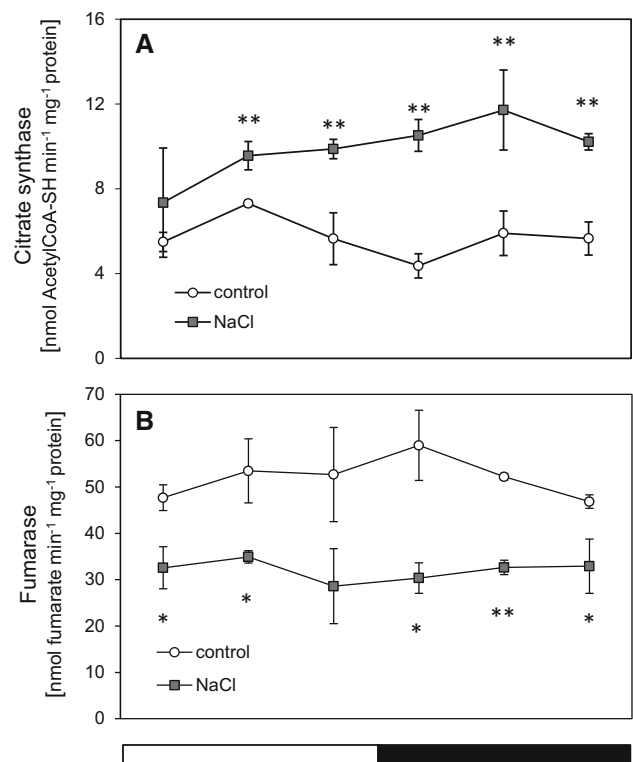 A
Citrate synthase
[nmol AcetylCoA-SH min⁻¹ mg⁻¹ protein]
16
12
8
4
0
**
**
**
**
**
control
NaCl
B
Fumarase
[nmol fumarate min⁻¹ mg⁻¹ protein]
70
60
50
40
30
20
10
0
*
*
*
**
*
control
NaCl